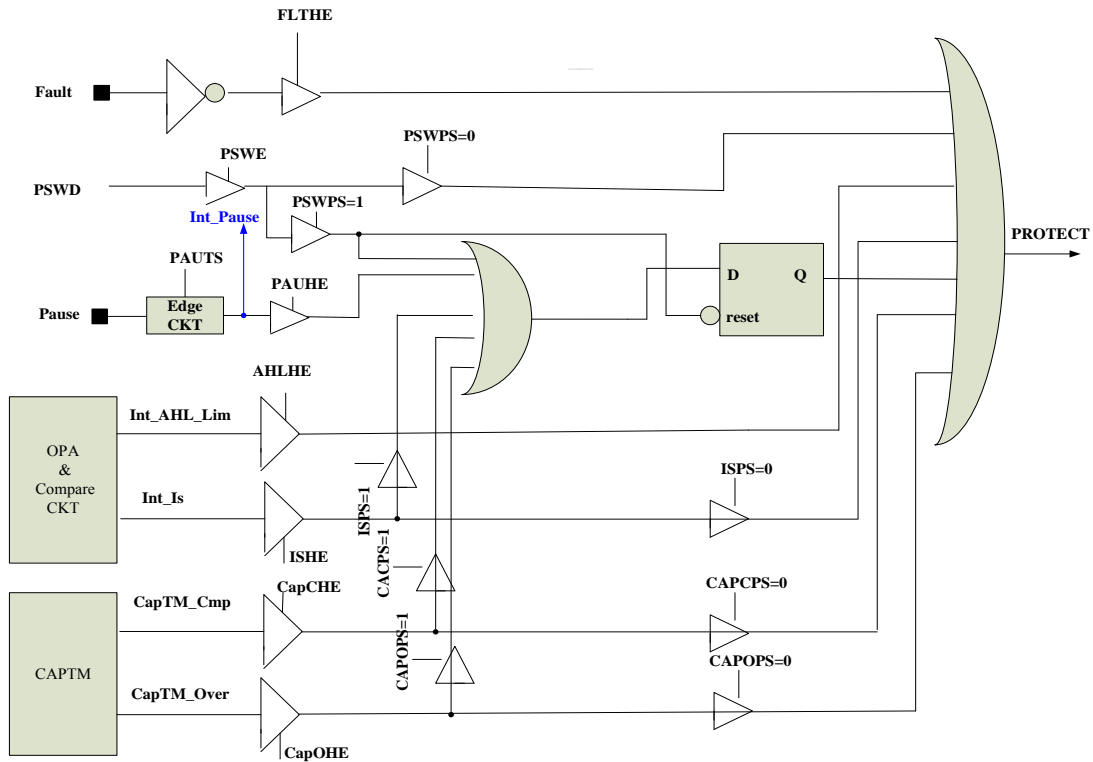 FLTHE
Fault
PSWPS=0
PSWE
PSWD
PSWPS=1
Int_Pause
PROTECT
PAUTS
PAUHE
D
Q
Pause
Edge
CKT
reset
AHLHE
Int_AHL_Lim
OPA
&
Compare
CKT
ISPS=0
Int_Is
ISPS=1
ISHE
CACPS=1
CapCHE
CAPCPS=0
CapTM_Cmp
CAPOPS=1
CAPTM
CAPOPS=0
CapTM_Over
CapOHE